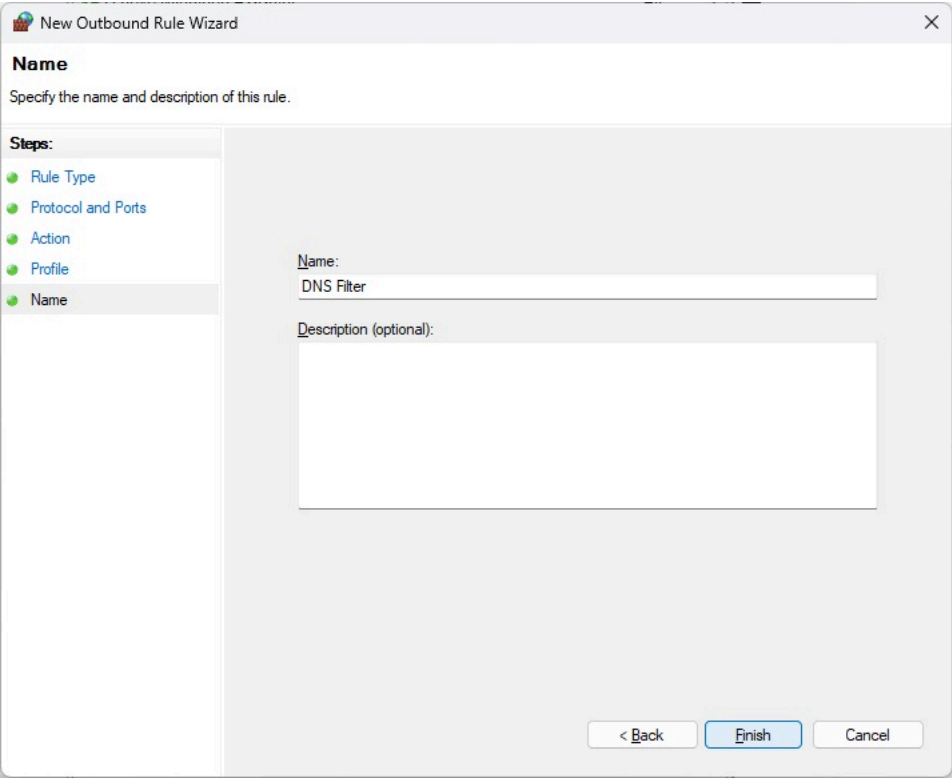 New Outbound Rule Wizard
Name
Specify the name and description of this rule.
Steps:
Rule Type
Protocol and Ports
Action
Profile
Name
Name:
DNS Filter
Description (optional):
< Back
Finish
Cancel